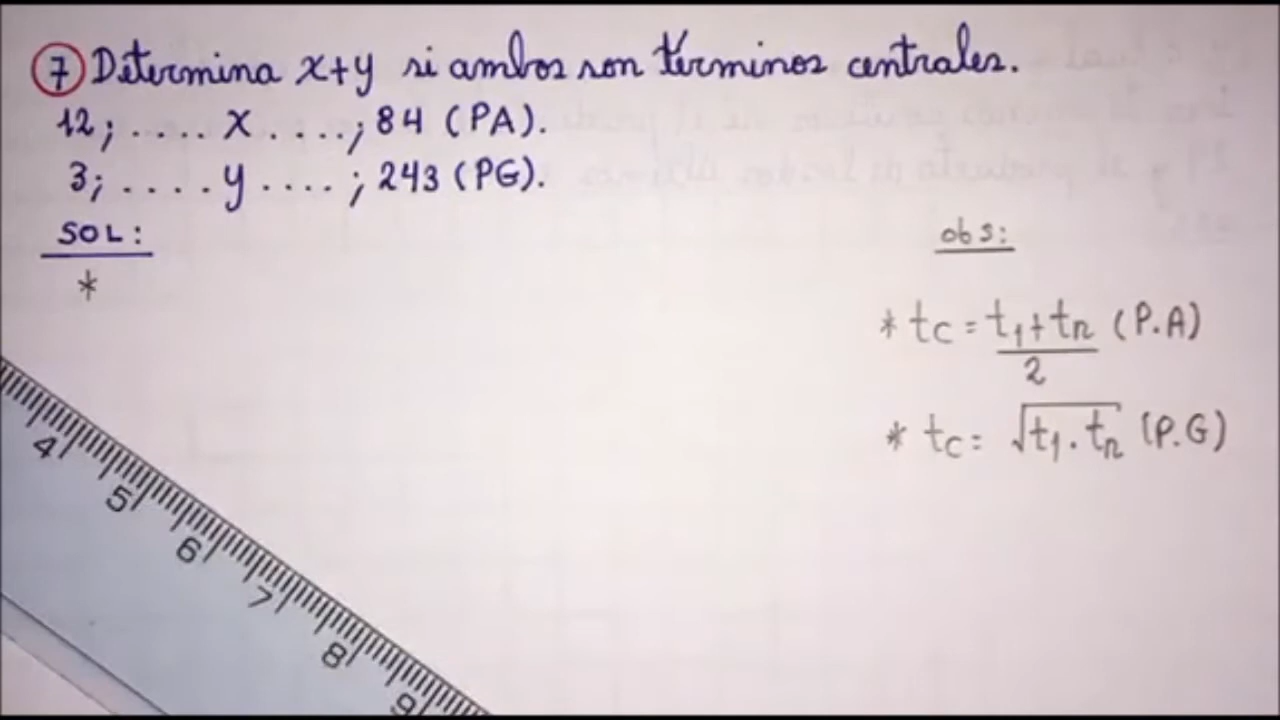 7 Determina x+y si ambos son términos centrales.
12; .... x ....; 84 (PA).
3; .... y ....; 243 (PG).
SOL:
*
obs:
* tc = t1+tn (P.A)
2
* tc = √t1.tn (P.G)
4 5 6 7 8 9